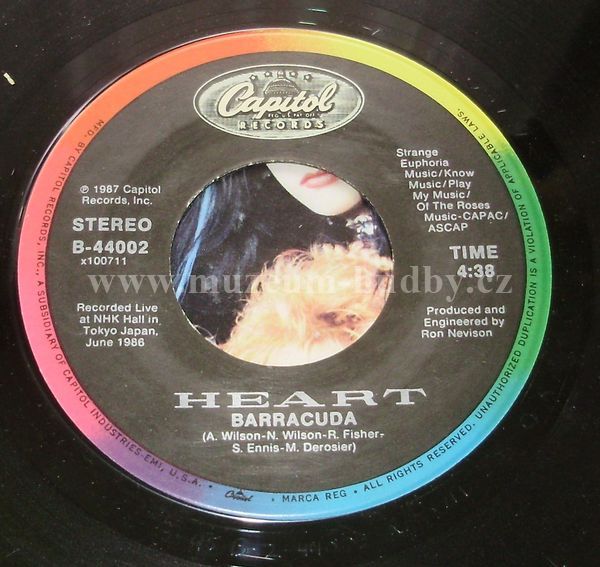 Capitol
RECORDS
℗ 1987 Capitol
Records, Inc.
STEREO
B-44002
x100711
Recorded Live
at NHK Hall in
Tokyo Japan,
June 1986
Strange
Euphoria
Music/Know
Music/Play
My Music/
Of The Roses
Music-CAPAC/
ASCAP
TIME
4:38
Produced and
Engineered by
Ron Nevison
www.muzeum-hudby.cz
HEART
BARRACUDA
(A. Wilson-N. Wilson-R. Fisher-
S. Ennis-M. Derosier)
MFD. BY CAPITOL RECORDS, INC., A SUBSIDIARY OF CAPITOL INDUSTRIES-EMI, U.S.A. • Capitol • MARCA REG • ALL RIGHTS RESERVED. UNAUTHORIZED DUPLICATION IS A VIOLATION OF APPLICABLE LAWS.